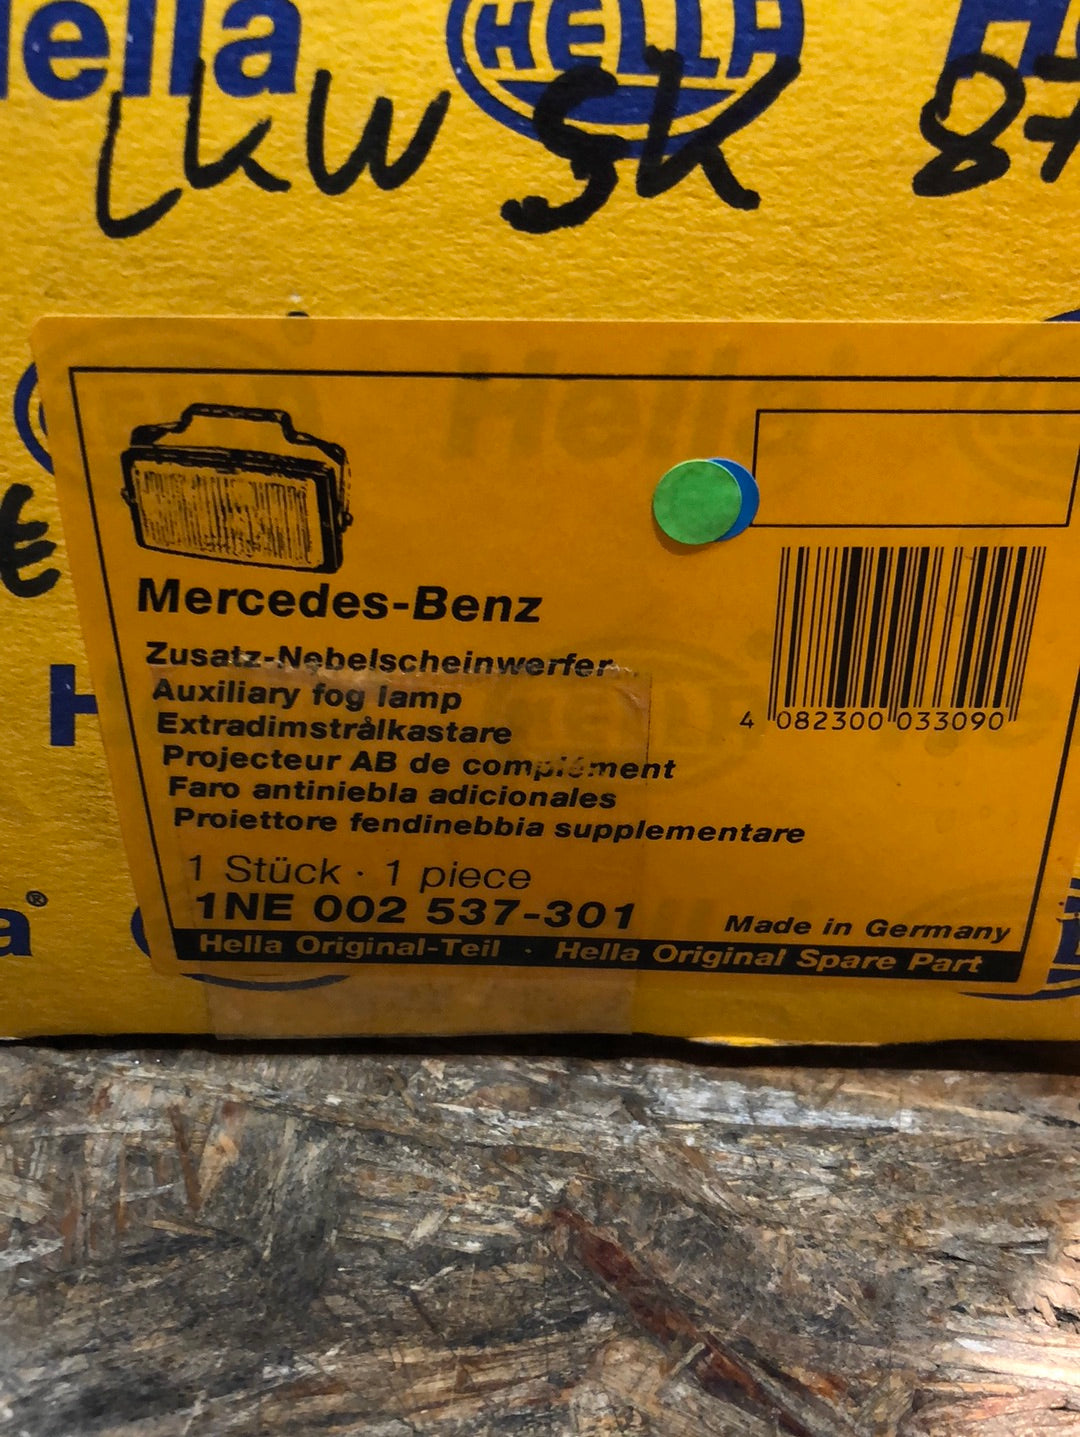 Hella HELLA
LKW SK 87
€
Mercedes-Benz
Zusatz-Nebelscheinwerfer
Auxiliary fog lamp
Extradimstrålkastare
Projecteur AB de complément
Faro antiniebla adicionales
Proiettore fendinebbia supplementare
4 082300 033090
1 Stück · 1 piece
1NE 002 537-301
Made in Germany
Hella Original-Teil · Hella Original Spare Part